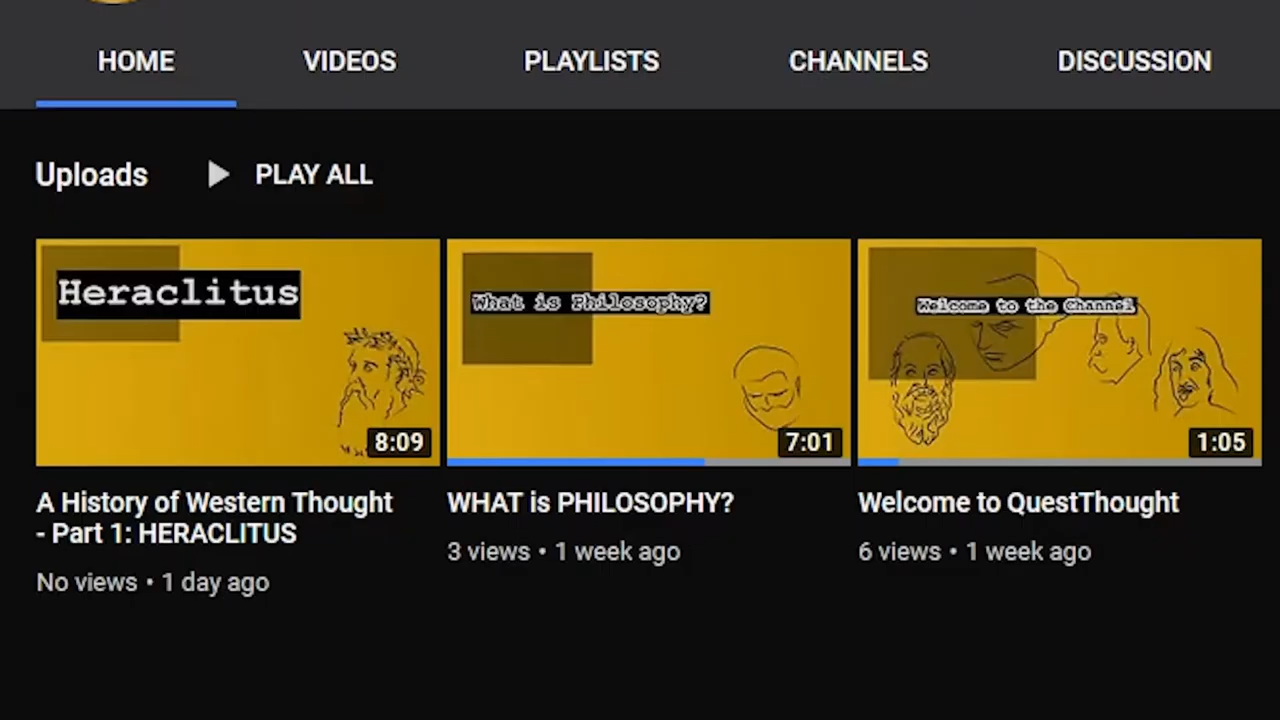 HOME VIDEOS PLAYLISTS CHANNELS DISCUSSION
Uploads PLAY ALL
Heraclitus
8:09
What is Philosophy?
7:01
Welcome to the Channel
1:05
A History of Western Thought
- Part 1: HERACLITUS
No views • 1 day ago
WHAT is PHILOSOPHY?
3 views • 1 week ago
Welcome to QuestThought
6 views • 1 week ago